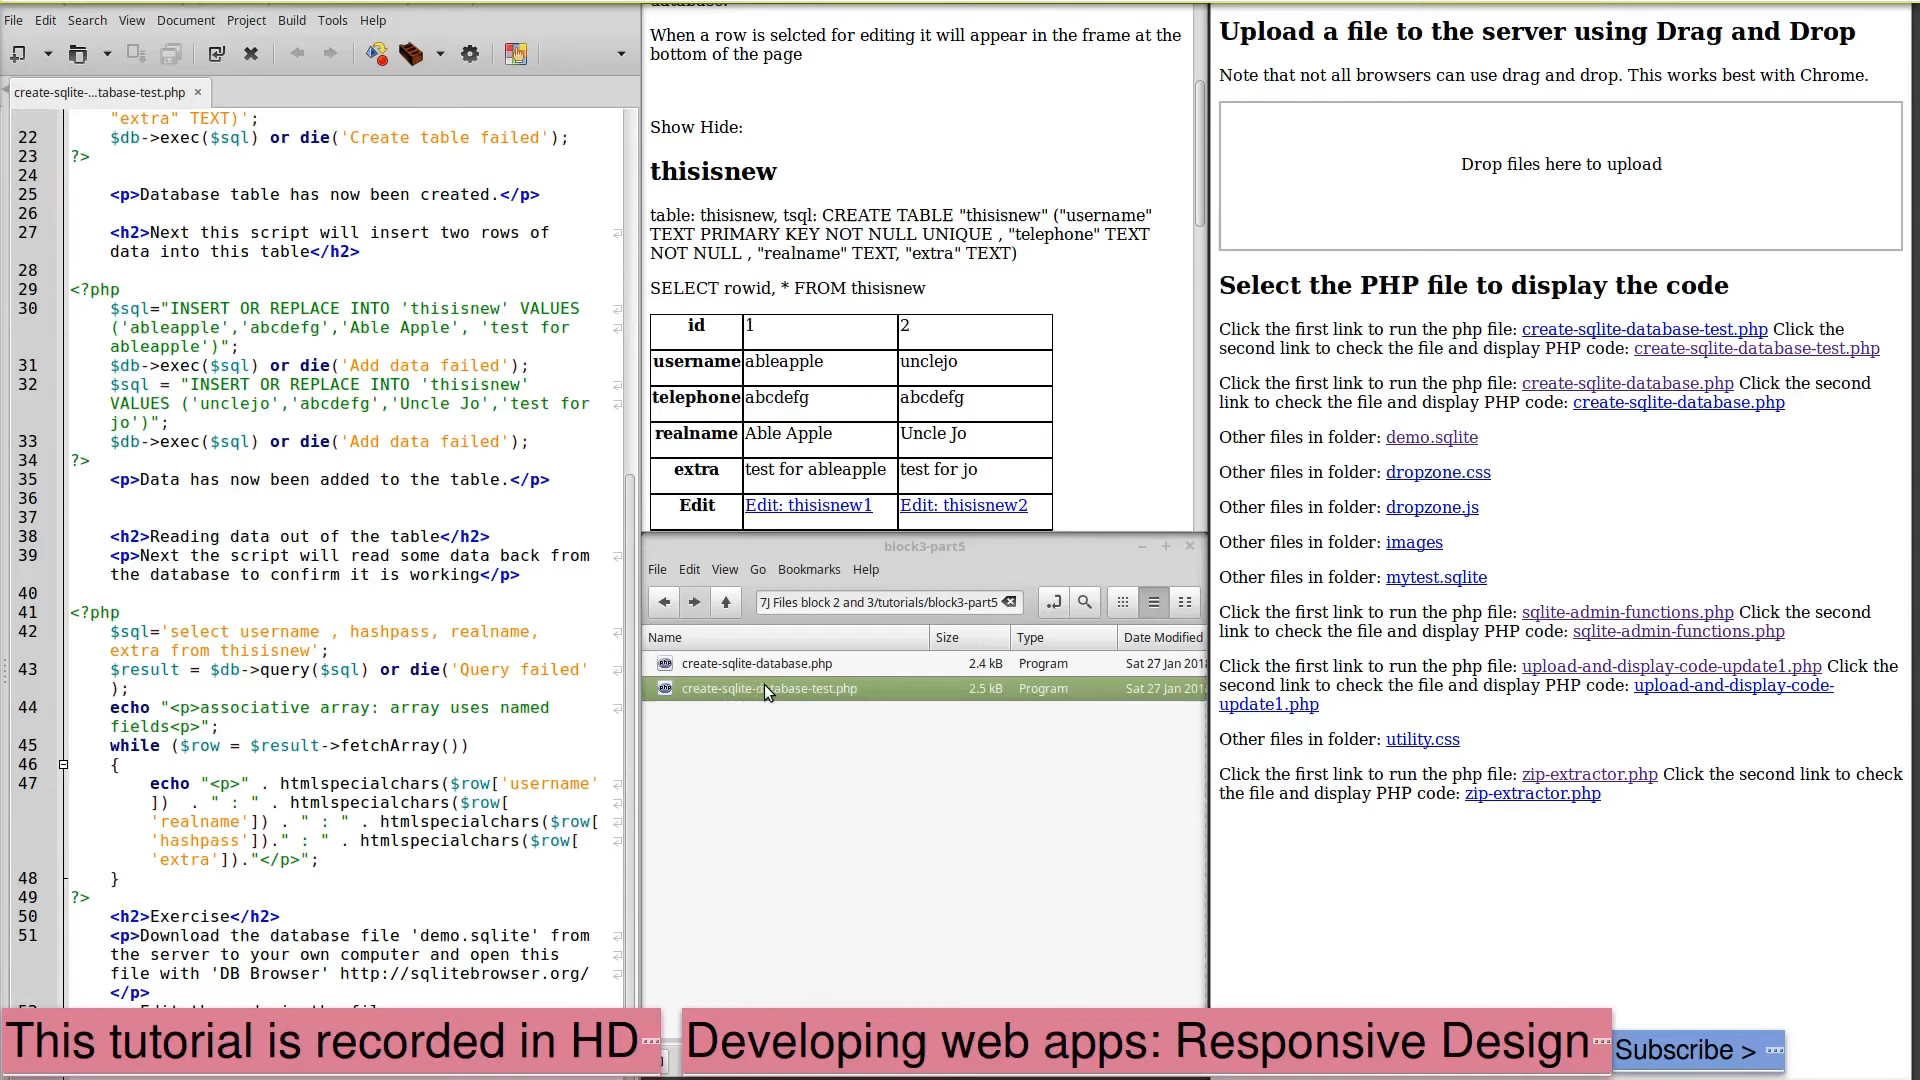 File Edit Search View Document Project Build Tools Help
create-sqlite-...tabase-test.php ×
"extra" TEXT)';
22 $db->exec($sql) or die('Create table failed');
23 ?>
24
25 <p>Database table has now been created.</p>
26
27 <h2>Next this script will insert two rows of
data into this table</h2>
28
29 <?php
30 $sql="INSERT OR REPLACE INTO 'thisisnew' VALUES
('ableapple','abcdefg','Able Apple', 'test for
ableapple')";
31 $db->exec($sql) or die('Add data failed');
32 $sql = "INSERT OR REPLACE INTO 'thisisnew'
VALUES ('unclejo','abcdefg','Uncle Jo','test for
jo')";
33 $db->exec($sql) or die('Add data failed');
34 ?>
35 <p>Data has now been added to the table.</p>
36
37
38 <h2>Reading data out of the table</h2>
39 <p>Next the script will read some data back from
the database to confirm it is working</p>
40
41 <?php
42 $sql='select username , hashpass, realname,
extra from thisisnew';
43 $result = $db->query($sql) or die('Query failed'
);
44 echo "<p>associative array: array uses named
fields<p>";
45 while ($row = $result->fetchArray())
46 {
47 echo "<p>" . htmlspecialchars($row['username'
]) . " : " . htmlspecialchars($row[
'realname']) . " : " . htmlspecialchars($row[
'hashpass'])." : " . htmlspecialchars($row[
'extra'])."</p>";
48 }
49 ?>
50 <h2>Exercise</h2>
51 <p>Download the database file 'demo.sqlite' from
the server to your own computer and open this
file with 'DB Browser' http://sqlitebrowser.org/
</p>
database.
When a row is selcted for editing it will appear in the frame at the
bottom of the page
Show Hide:
thisisnew
table: thisisnew, tsql: CREATE TABLE "thisisnew" ("username"
TEXT PRIMARY KEY NOT NULL UNIQUE , "telephone" TEXT
NOT NULL , "realname" TEXT, "extra" TEXT)
SELECT rowid, * FROM thisisnew
id 1 2
username ableapple unclejo
telephone abcdefg abcdefg
realname Able Apple Uncle Jo
extra test for ableapple test for jo
Edit Edit: thisisnew1 Edit: thisisnew2
block3-part5
File Edit View Go Bookmarks Help
7J Files block 2 and 3/tutorials/block3-part5
Name Size Type Date Modified
create-sqlite-database.php 2.4 kB Program Sat 27 Jan 201
create-sqlite-database-test.php 2.5 kB Program Sat 27 Jan 201
Upload a file to the server using Drag and Drop
Note that not all browsers can use drag and drop. This works best with Chrome.
Drop files here to upload
Select the PHP file to display the code
Click the first link to run the php file: create-sqlite-database-test.php Click the
second link to check the file and display PHP code: create-sqlite-database-test.php
Click the first link to run the php file: create-sqlite-database.php Click the second
link to check the file and display PHP code: create-sqlite-database.php
Other files in folder: demo.sqlite
Other files in folder: dropzone.css
Other files in folder: dropzone.js
Other files in folder: images
Other files in folder: mytest.sqlite
Click the first link to run the php file: sqlite-admin-functions.php Click the second
link to check the file and display PHP code: sqlite-admin-functions.php
Click the first link to run the php file: upload-and-display-code-update1.php Click the
second link to check the file and display PHP code: upload-and-display-code-
update1.php
Other files in folder: utility.css
Click the first link to run the php file: zip-extractor.php Click the second link to check
the file and display PHP code: zip-extractor.php
This tutorial is recorded in HD
Developing web apps: Responsive Design
Subscribe >